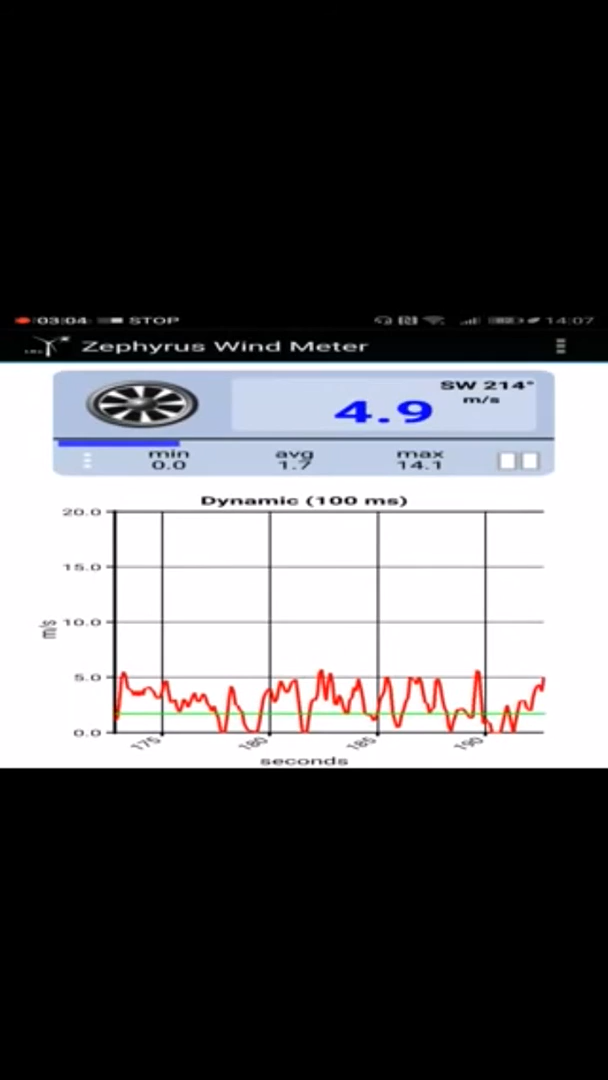 03:04 STOP 14:07
Zephyrus Wind Meter
SW 214°
4.9 m/s
min avg max
0.0 1.7 14.1
Dynamic (100 ms)
20.0
15.0
10.0
5.0
0.0
m/s
175 180 185 190
seconds